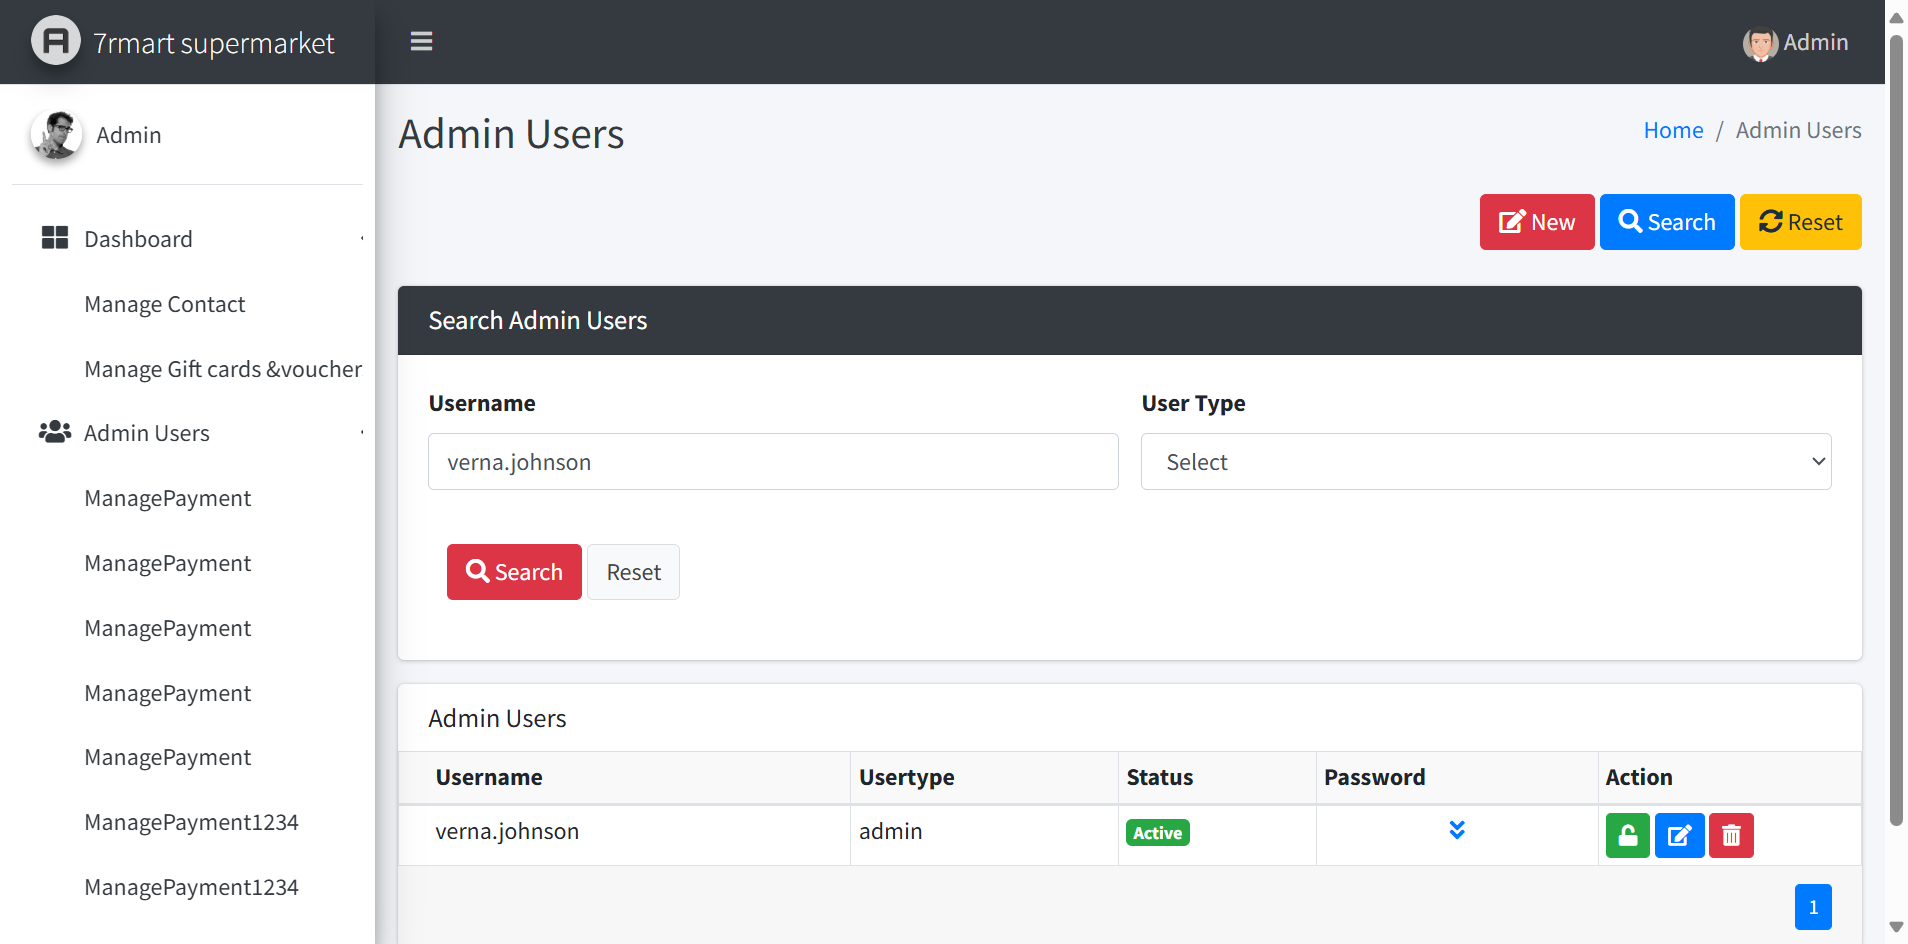 7rmart supermarket
Admin
Admin
Admin Users
Home / Admin Users
New
Search
Reset
Dashboard
Manage Contact
Manage Gift cards &voucher
Admin Users
ManagePayment
ManagePayment
ManagePayment
ManagePayment
ManagePayment
ManagePayment1234
ManagePayment1234
Search Admin Users
Username
User Type
verna.johnson
Select
Search
Reset
Admin Users
Username Usertype Status Password Action
verna.johnson admin Active
1